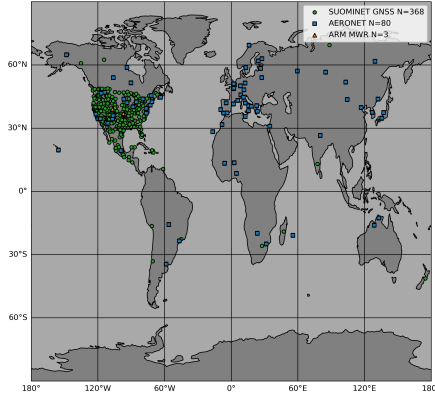 SUOMINET GNSS N=368
AERONET N=80
ARM MWR N=3
60°N
30°N
0°
30°S
60°S
180°
120°W
60°W
0°
60°E
120°E
180°